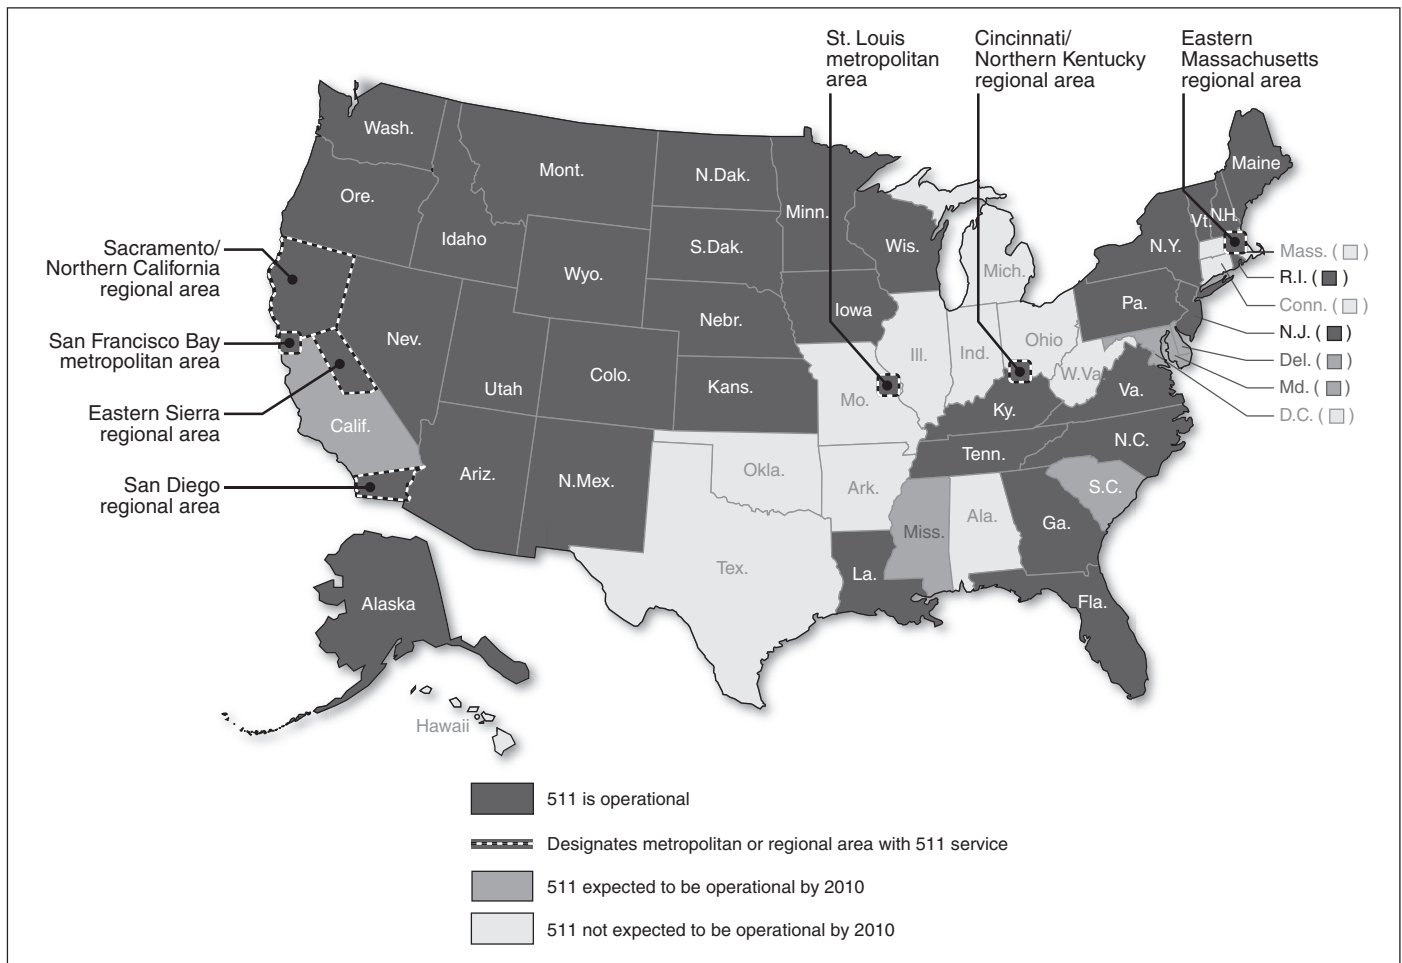 St. Louis
metropolitan
area
Cincinnati/
Northern Kentucky
regional area
Eastern
Massachusetts
regional area
Wash.
Mont.
N.Dak.
Minn.
Maine
Ore.
Idaho
S.Dak.
Wis.
Vt.
N.H.
N.Y.
Mich.
Wyo.
Sacramento/
Northern California
regional area
Mass. ( )
R.I. ( )
Conn. ( )
N.J. ( )
Del. ( )
Md. ( )
D.C. ( )
Iowa
Pa.
Nebr.
Nev.
San Francisco Bay
metropolitan area
Ill.
Ind.
Ohio
W.Va.
Utah
Colo.
Kans.
Mo.
Ky.
Va.
Eastern Sierra
regional area
Calif.
N.C.
Tenn.
Ariz.
N.Mex.
Okla.
Ark.
S.C.
San Diego
regional area
Miss.
Ala.
Ga.
Tex.
La.
Fla.
Alaska
Hawaii
511 is operational
Designates metropolitan or regional area with 511 service
511 expected to be operational by 2010
511 not expected to be operational by 2010